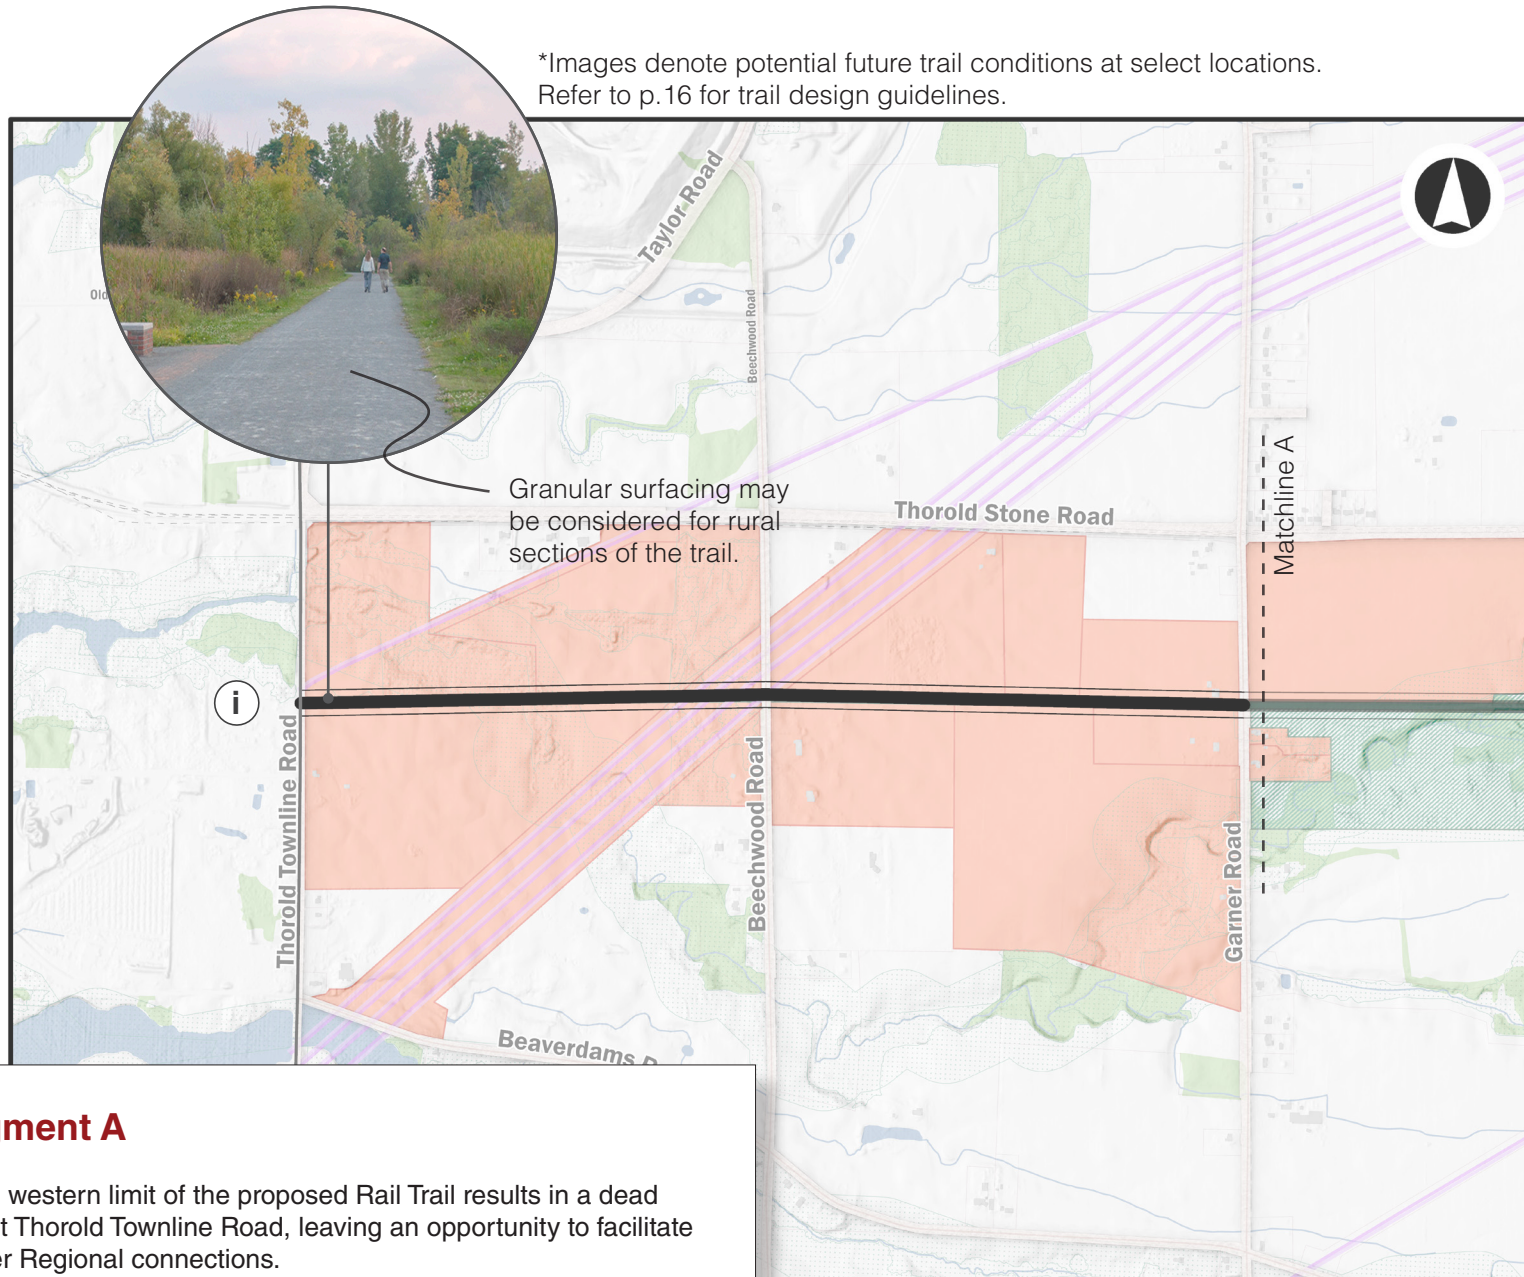 *Images denote potential future trail conditions at select locations.
Refer to p.16 for trail design guidelines.
Taylor Road
Beechwood Road
Matchline A
Granular surfacing may
be considered for rural
sections of the trail.
Thorold Stone Road
i
Thorold Townline Road
Beechwood Road
Garner Road
Beaverdams
ment A
western limit of the proposed Rail Trail results in a dead
t Thorold Townline Road, leaving an opportunity to facilitate
er Regional connections.